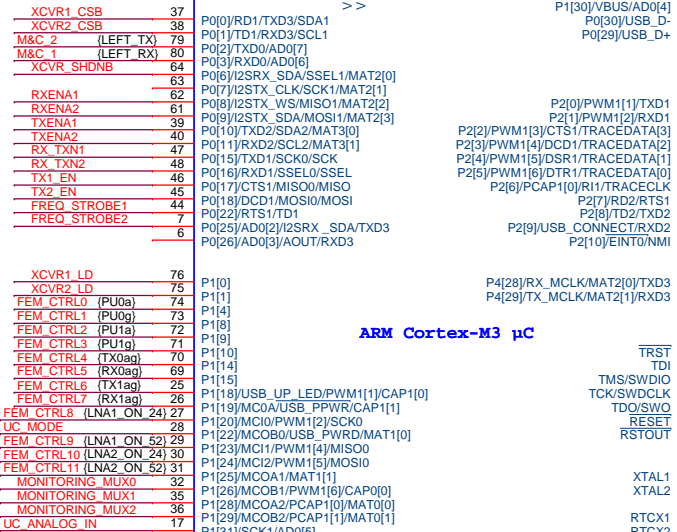 >> P1[30]/VBUS/AD0[4]
XCVR1_CSB 37 P0[0]/RD1/TXD3/SDA1 P0[30]/USB_D-
XCVR2_CSB 38 P0[1]/TD1/RXD3/SCL1 P0[29]/USB_D+
M&C_2 {LEFT_TX} 79 P0[2]/TXD0/AD0[7]
M&C_1 {LEFT_RX} 80 P0[3]/RXD0/AD0[6]
XCVR_SHDNB 64 P0[6]/I2SRX_SDA/SSEL1/MAT2[0]
63 P0[7]/I2STX_CLK/SCK1/MAT2[1]
RXENA1 62 P0[8]/I2STX_WS/MISO1/MAT2[2] P2[0]/PWM1[1]/TXD1
RXENA2 61 P0[9]/I2STX_SDA/MOSI1/MAT2[3] P2[1]/PWM1[2]/RXD1
TXENA1 39 P0[10]/TXD2/SDA2/MAT3[0] P2[2]/PWM1[3]/CTS1/TRACEDATA[3]
TXENA2 40 P0[11]/RXD2/SCL2/MAT3[1] P2[3]/PWM1[4]/DCD1/TRACEDATA[2]
RX_TXN1 47 P0[15]/TXD1/SCK0/SCK P2[4]/PWM1[5]/DSR1/TRACEDATA[1]
RX_TXN2 48 P0[16]/RXD1/SSEL0/SSEL P2[5]/PWM1[6]/DTR1/TRACEDATA[0]
TX1_EN 46 P0[17]/CTS1/MISO0/MISO P2[6]/PCAP1[0]/RI1/TRACECLK
TX2_EN 45 P0[18]/DCD1/MOSI0/MOSI P2[7]/RD2/RTS1
FREQ_STROBE1 44 P0[22]/RTS1/TD1 P2[8]/TD2/TXD2
FREQ_STROBE2 7 P0[25]/AD0[2]/I2SRX _SDA/TXD3 P2[9]/USB_CONNECT/RXD2
6 P0[26]/AD0[3]/AOUT/RXD3 P2[10]/EINT0/NMI
XCVR1_LD 76 P1[0] P4[28]/RX_MCLK/MAT2[0]/TXD3
XCVR2_LD 75 P1[1] P4[29]/TX_MCLK/MAT2[1]/RXD3
FEM_CTRL0 {PU0a} 74 P1[4]
FEM_CTRL1 {PU0g} 73 P1[8]
FEM_CTRL2 {PU1a} 72 P1[9] ARM Cortex-M3 µC
FEM_CTRL3 {PU1g} 71 P1[10] TRST
FEM_CTRL4 {TX0ag} 70 P1[14] TDI
FEM_CTRL5 {RX0ag} 69 P1[15] TMS/SWDIO
FEM_CTRL6 {TX1ag} 25 P1[18]/USB_UP_LED/PWM1[1]/CAP1[0] TCK/SWDCLK
FEM_CTRL7 {RX1ag} 26 P1[19]/MC0A/USB_PPWR/CAP1[1] TDO/SWO
FEM_CTRL8 {LNA1_ON_24} 27 P1[20]/MCI0/PWM1[2]/SCK0 RESET
UC_MODE 28 P1[22]/MCOB0/USB_PWRD/MAT1[0] RSTOUT
FEM_CTRL9 {LNA1_ON_52} 29 P1[23]/MCI1/PWM1[4]/MISO0
FEM_CTRL10 {LNA2_ON_24} 30 P1[24]/MCI2/PWM1[5]/MOSI0
FEM_CTRL11 {LNA2_ON_52} 31 P1[25]/MCOA1/MAT1[1] XTAL1
MONITORING_MUX0 32 P1[26]/MCOB1/PWM1[6]/CAP0[0] XTAL2
MONITORING_MUX1 35 P1[28]/MCOA2/PCAP1[0]/MAT0[0]
MONITORING_MUX2 36 P1[29]/MCOB2/PCAP1[1]/MAT0[1] RTCX1
UC_ANALOG_IN 17 P1[31]/SCK1/AD0[5] RTCX2